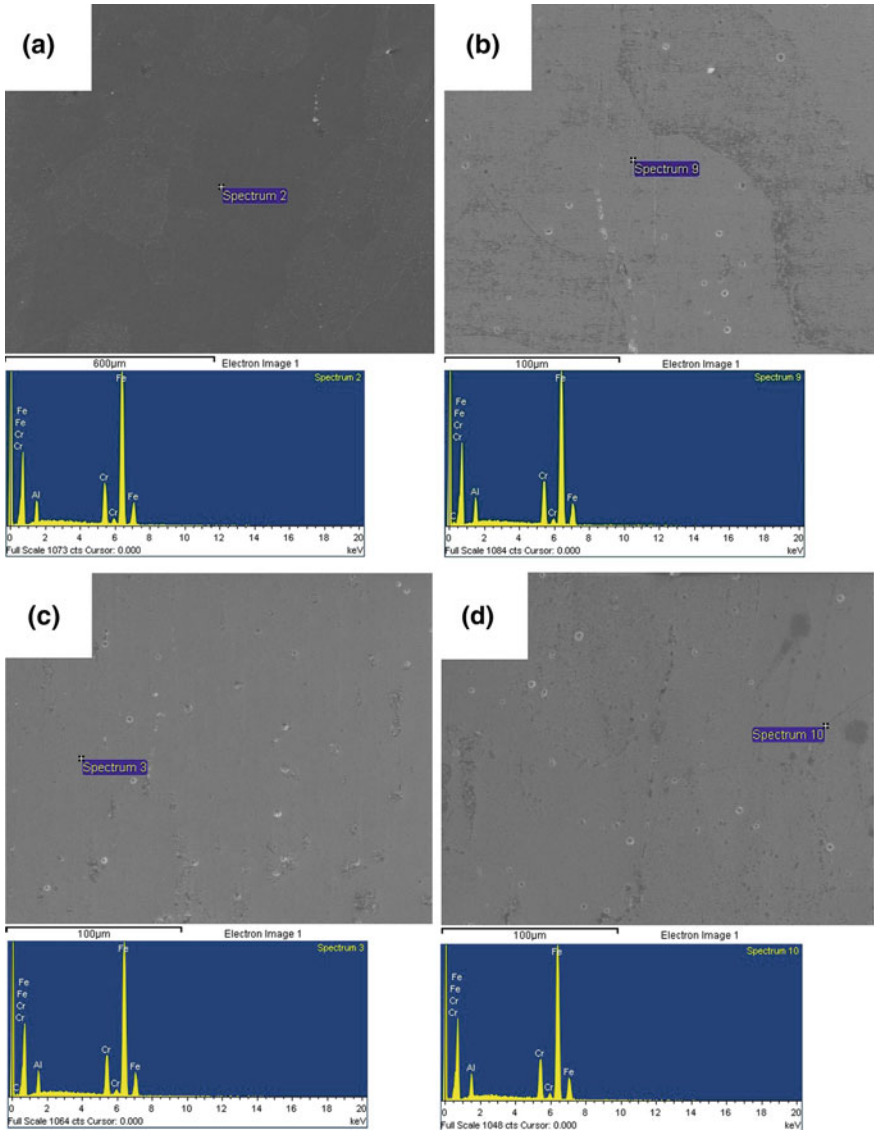 (a)
Spectrum 2
600µm Electron Image 1
Spectrum 2
Fe
Fe
Fe
Cr
Cr
Al
Cr
Cr
Fe
0 2 4 6 8 10 12 14 16 18 20
Full Scale 1073 cts Cursor: 0.000 keV
(b)
Spectrum 9
100µm Electron Image 1
Spectrum 9
Fe
Fe
Fe
Cr
Cr
C
Al
Cr
Cr
Fe
0 2 4 6 8 10 12 14 16 18 20
Full Scale 1084 cts Cursor: 0.000 keV
(c)
Spectrum 3
100µm Electron Image 1
Spectrum 3
Fe
Fe
Fe
Cr
Cr
C
Al
Cr
Cr
Fe
0 2 4 6 8 10 12 14 16 18 20
Full Scale 1064 cts Cursor: 0.000 keV
(d)
Spectrum 10
100µm Electron Image 1
Spectrum 10
Fe
Fe
Fe
Cr
Cr
Al
Cr
Cr
Fe
0 2 4 6 8 10 12 14 16 18 20
Full Scale 1048 cts Cursor: 0.000 keV